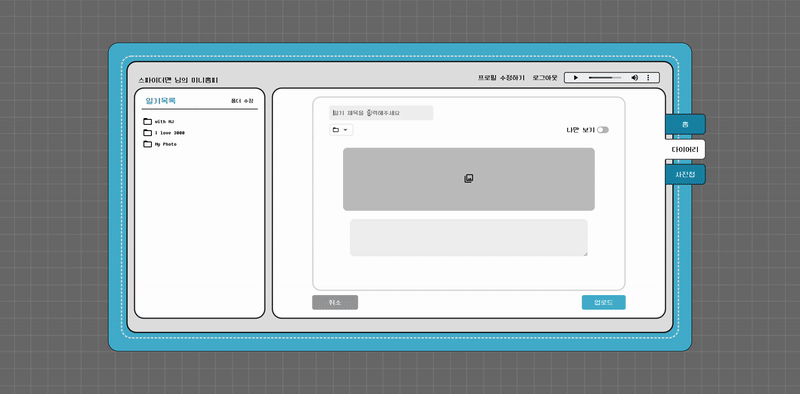 스파이더맨 님의 미니홈피
프로필 수정하기 로그아웃
일기목록 폴더 수정
with MJ
I love 3000
My Photo
일기 제목을 입력해주세요
나만 보기
취소
업로드
홈
다이어리
사진첩